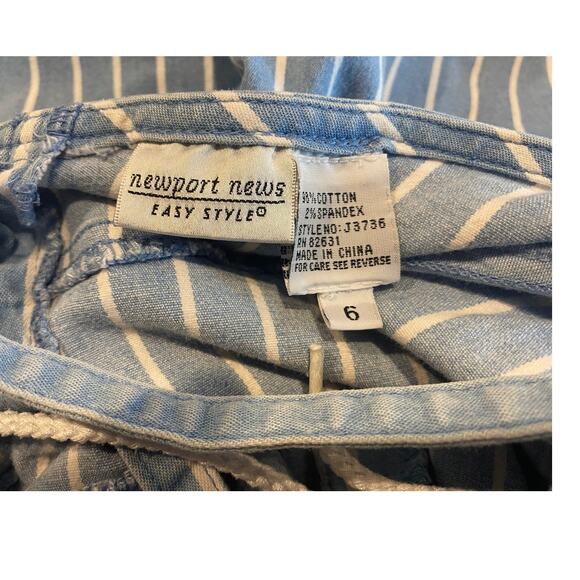 newport news
EASY STYLE®
98% COTTON
2% SPANDEX
STYLE NO: J3736
RN 82631
MADE IN CHINA
FOR CARE SEE REVERSE
6